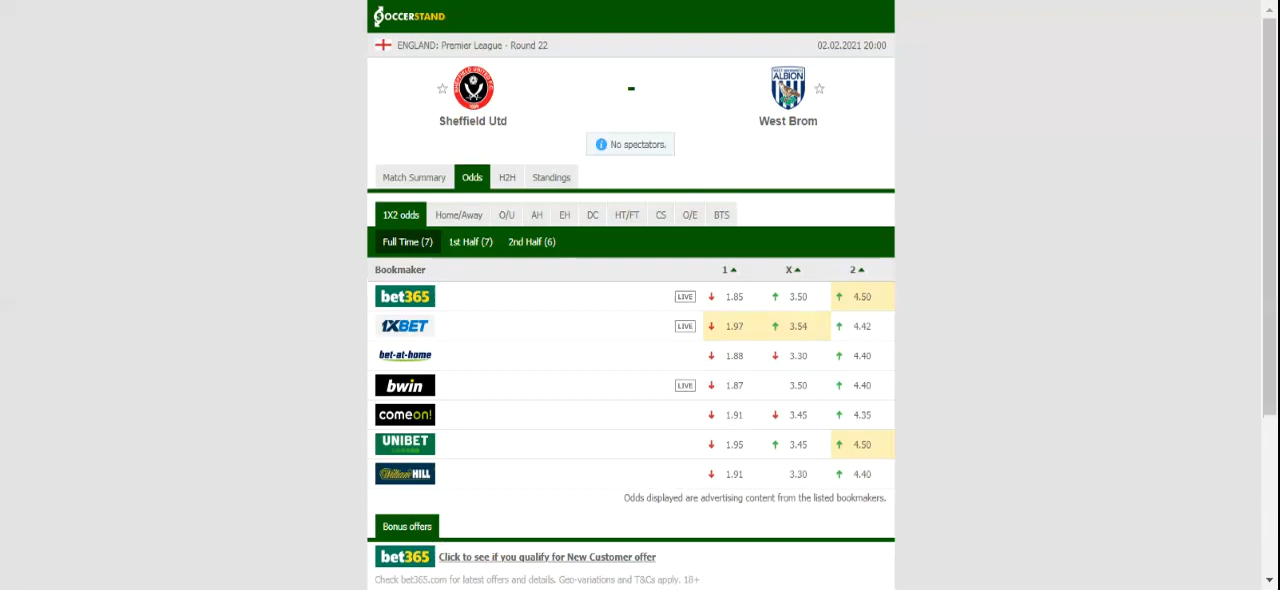 SOCCERSTAND
ENGLAND: Premier League - Round 22 02.02.2021 20:00
ALBION
-
Sheffield Utd West Brom
No spectators.
Match Summary Odds H2H Standings
1X2 odds Home/Away O/U AH EH DC HT/FT CS O/E BTS
Full Time (7) 1st Half (7) 2nd Half (6)
Bookmaker 1 X 2
bet365 LIVE 1.85 3.50 4.50
1XBET LIVE 1.97 3.54 4.42
bet-at-home 1.88 3.30 4.40
bwin LIVE 1.87 3.50 4.40
comeon! 1.91 3.45 4.35
UNIBET 1.95 3.45 4.50
William HILL 1.91 3.30 4.40
Odds displayed are advertising content from the listed bookmakers.
Bonus offers
bet365 Click to see if you qualify for New Customer offer
Check bet365.com for latest offers and details. Geo-variations and T&Cs apply. 18+